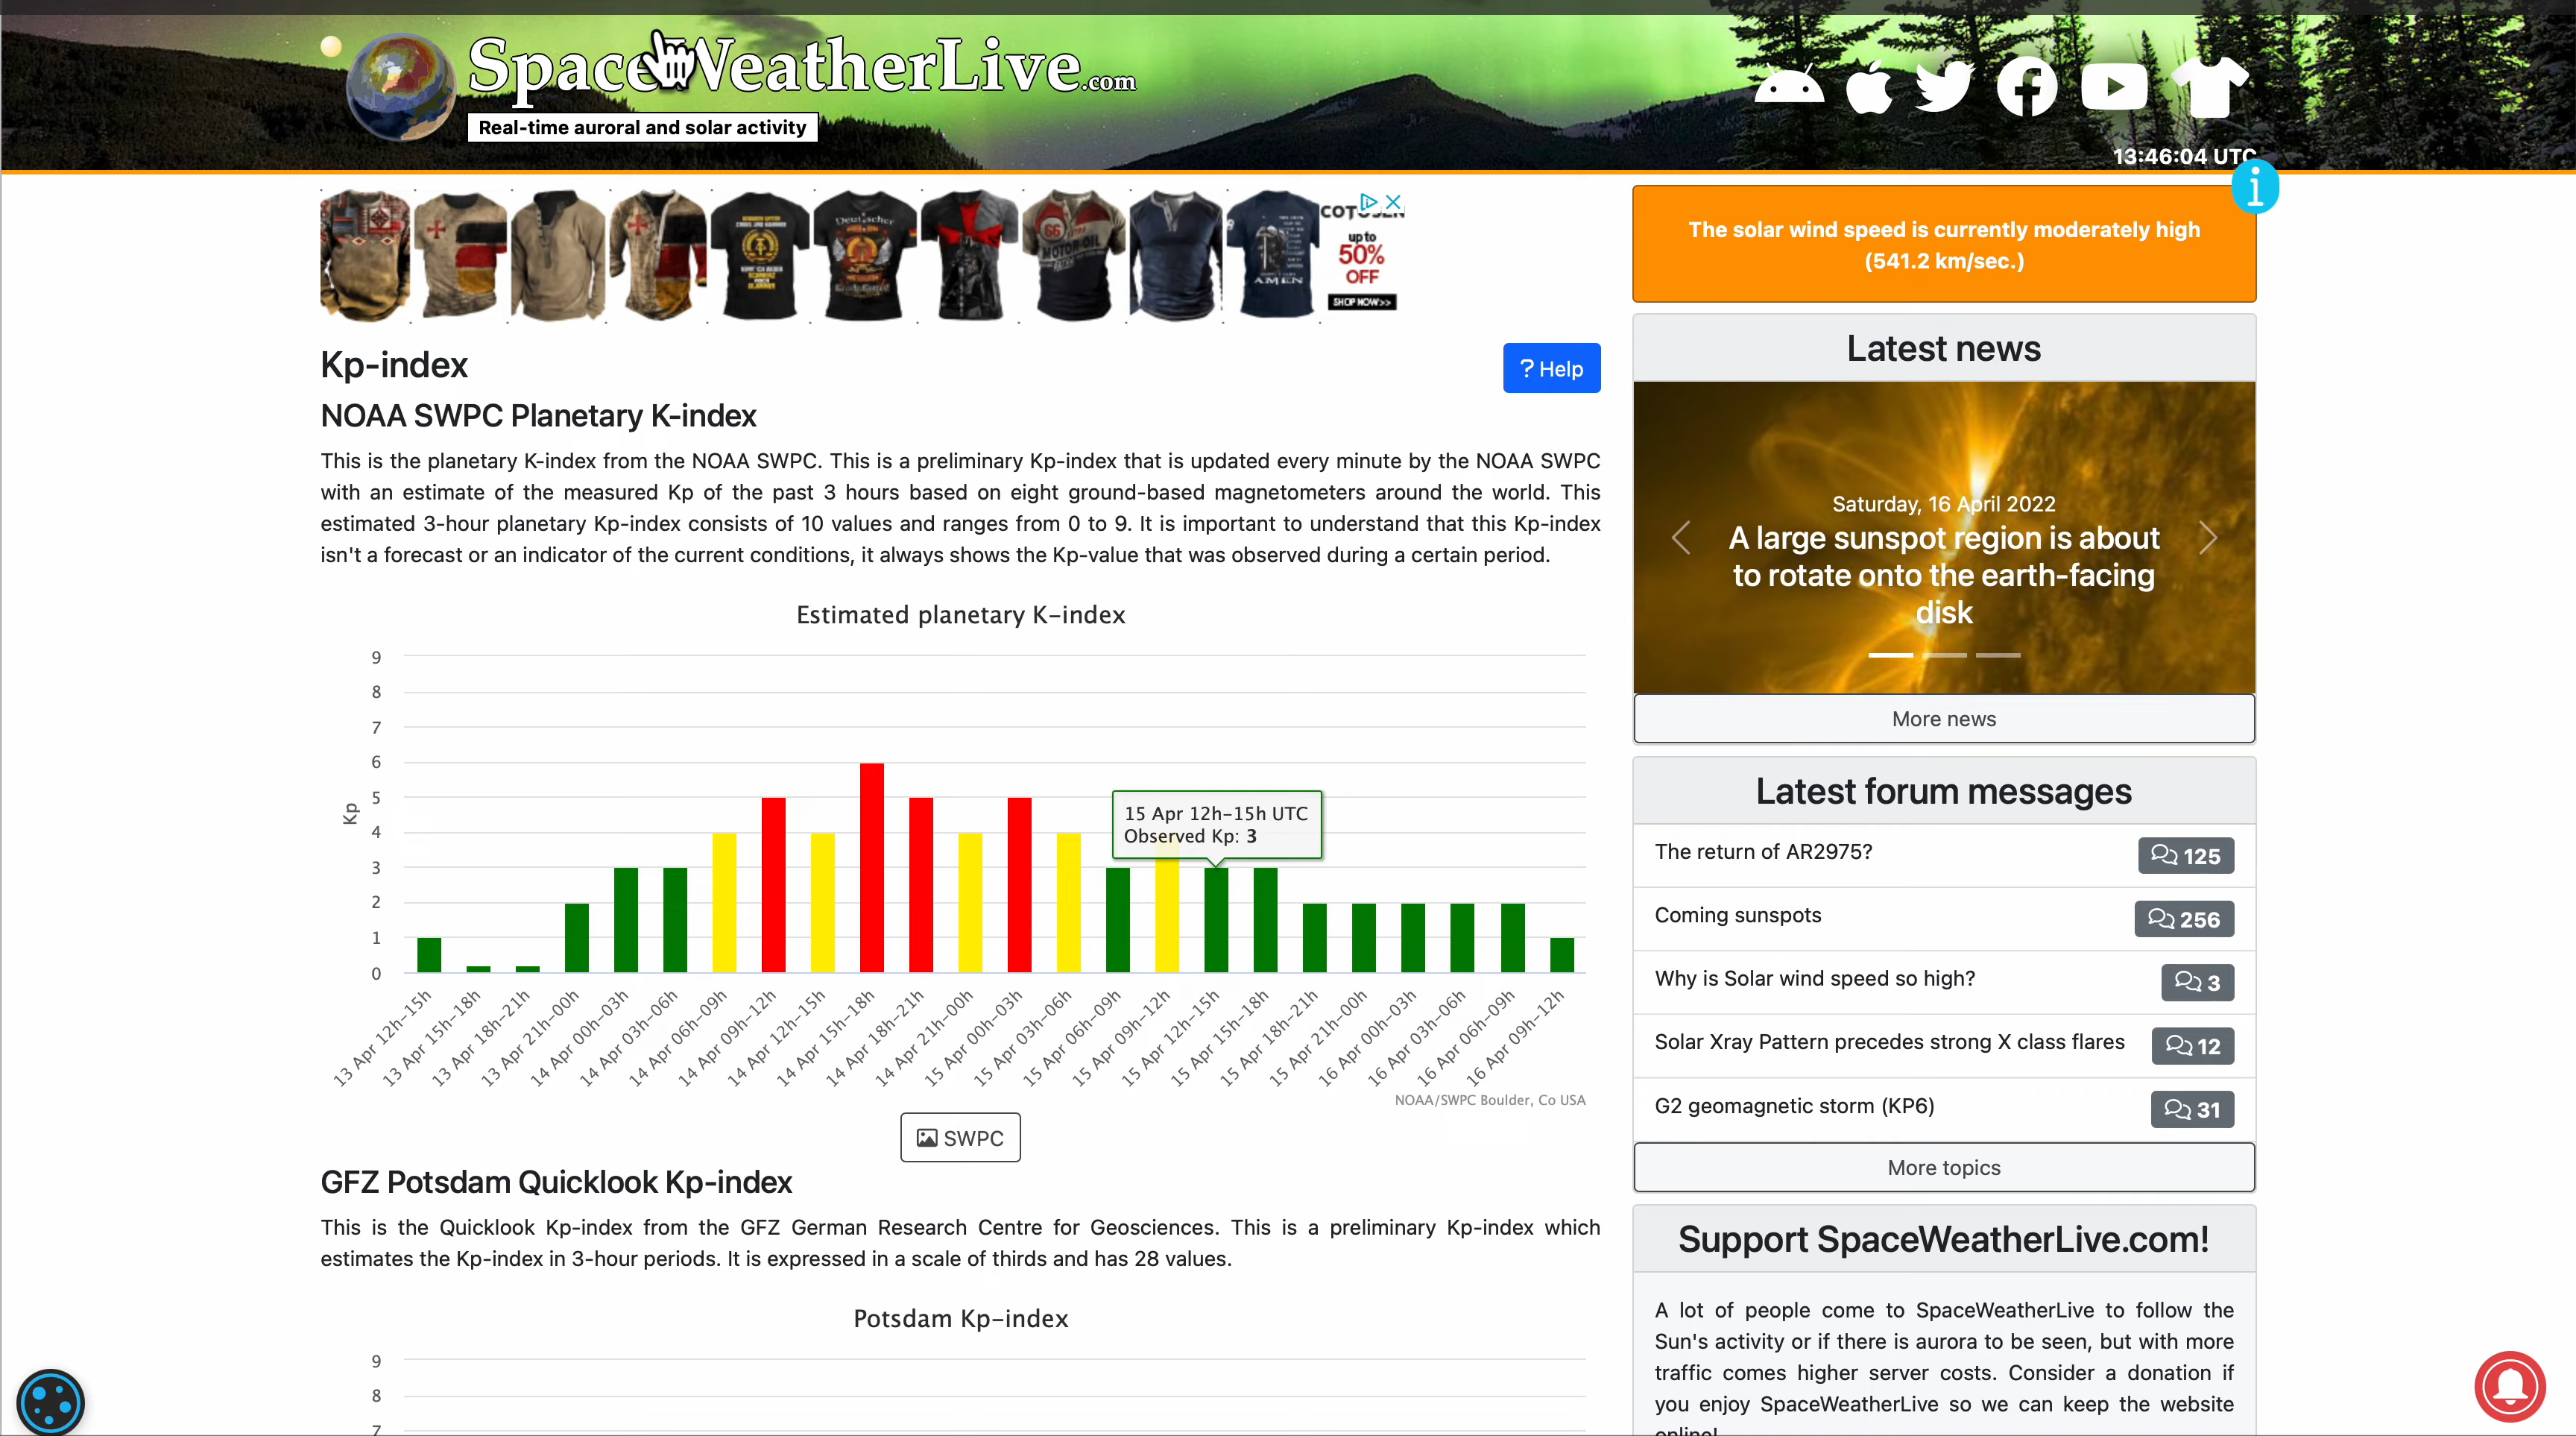 SpaceWeatherLive.com
Real-time auroral and solar activity
13:46:04 UTC
Deutscher
66
MOTOR OIL
AMEN
up to
50%
OFF
SHOP NOW>>
The solar wind speed is currently moderately high
(541.2 km/sec.)
Kp-index
? Help
NOAA SWPC Planetary K-index
This is the planetary K-index from the NOAA SWPC. This is a preliminary Kp-index that is updated every minute by the NOAA SWPC
with an estimate of the measured Kp of the past 3 hours based on eight ground-based magnetometers around the world. This
estimated 3-hour planetary Kp-index consists of 10 values and ranges from 0 to 9. It is important to understand that this Kp-index
isn't a forecast or an indicator of the current conditions, it always shows the Kp-value that was observed during a certain period.
Estimated planetary K-index
9
8
7
6
5
4
3
2
1
0
Kp
15 Apr 12h-15h UTC
Observed Kp: 3
13 Apr 12h-15h
13 Apr 15h-18h
13 Apr 18h-21h
13 Apr 21h-00h
14 Apr 00h-03h
14 Apr 03h-06h
14 Apr 06h-09h
14 Apr 09h-12h
14 Apr 12h-15h
14 Apr 15h-18h
14 Apr 18h-21h
14 Apr 21h-00h
15 Apr 00h-03h
15 Apr 03h-06h
15 Apr 06h-09h
15 Apr 09h-12h
15 Apr 12h-15h
15 Apr 15h-18h
15 Apr 18h-21h
15 Apr 21h-00h
16 Apr 00h-03h
16 Apr 03h-06h
16 Apr 06h-09h
16 Apr 09h-12h
NOAA/SWPC Boulder, Co USA
SWPC
GFZ Potsdam Quicklook Kp-index
This is the Quicklook Kp-index from the GFZ German Research Centre for Geosciences. This is a preliminary Kp-index which
estimates the Kp-index in 3-hour periods. It is expressed in a scale of thirds and has 28 values.
Potsdam Kp-index
9
8
7
Latest news
Saturday, 16 April 2022
A large sunspot region is about
to rotate onto the earth-facing
disk
More news
Latest forum messages
The return of AR2975? 125
Coming sunspots 256
Why is Solar wind speed so high? 3
Solar Xray Pattern precedes strong X class flares 12
G2 geomagnetic storm (KP6) 31
More topics
Support SpaceWeatherLive.com!
A lot of people come to SpaceWeatherLive to follow the
Sun's activity or if there is aurora to be seen, but with more
traffic comes higher server costs. Consider a donation if
you enjoy SpaceWeatherLive so we can keep the website
online!